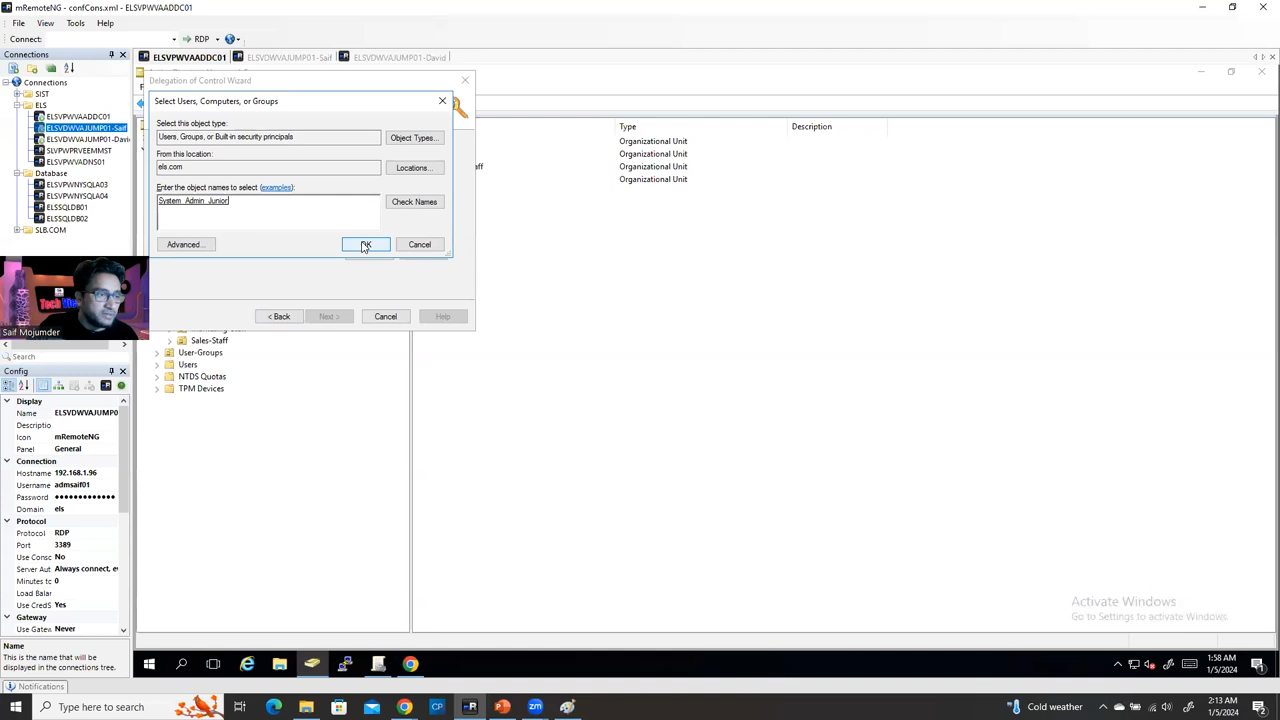 mRemoteNG - confCons.xml - ELSVPWVAADDC01
File View Tools Help
Connect: RDP
Connections
ELSVPWVAADDC01 ELSVDWVAJUMP01-Saif ELSVDWVAJUMP01-David
Connections
SIST
ELS
ELSVPWVAADDC01
ELSVDWVAJUMP01-Saif
ELSVDWVAJUMP01-Davi
SLVPWPRVEEMMST
ELSVPWVADNS01
Database
ELSVPWVNYSQLA03
ELSVPWVNYSQLA04
ELSSQLDB01
ELSSQLDB02
SLB.COM
Delegation of Control Wizard
Select Users, Computers, or Groups
Select this object type:
Users, Groups, or Built-in security principals
Object Types...
From this location:
els.com
Locations...
Enter the object names to select (examples):
System_Admin_Junior
Check Names
Advanced...
OK
Cancel
< Back
Next >
Cancel
Help
Type
Description
Organizational Unit
Organizational Unit
Organizational Unit
Organizational Unit
Sales-Staff
User-Groups
Users
NTDS Quotas
TPM Devices
Saif Mojumder
Search
Config
Display
Name ELSVDWVAJUMP0
Descriptio
Icon mRemoteNG
Panel General
Connection
Hostname 192.168.1.96
Username admsaif01
Password ●●●●●●●●●●●●
Domain els
Protocol
Protocol RDP
Port 3389
Use Consc No
Server Aut Always connect, ev
Minutes tc 0
Load Balar
Use CredS Yes
Gateway
Use Gatew Never
Name
This is the name that will be
displayed in the connections tree.
Notifications
Activate Windows
Go to Settings to activate Windows.
1:58 AM
1/5/2024
Type here to search
Cold weather
2:13 AM
1/5/2024